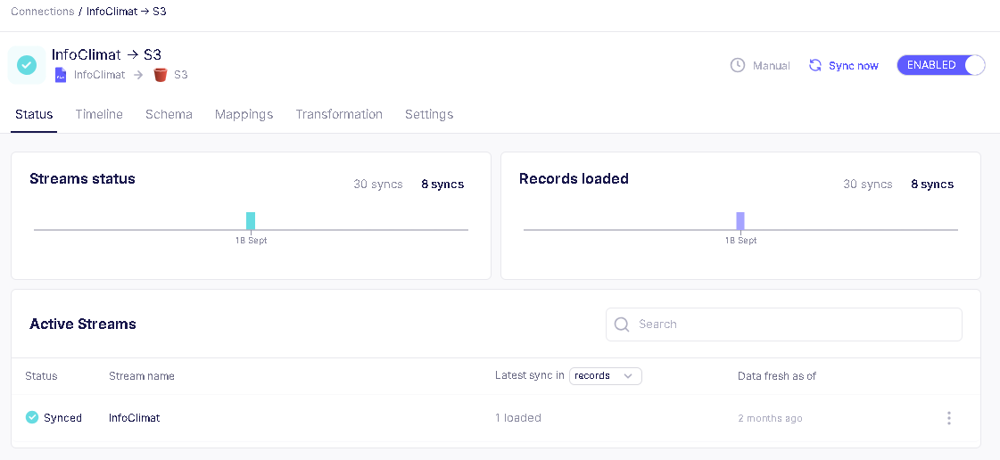 Connections / InfoClimat → S3
InfoClimat → S3
InfoClimat → S3
Manual Sync now ENABLED
Status Timeline Schema Mappings Transformation Settings
Streams status 30 syncs 8 syncs
18 Sept
Records loaded 30 syncs 8 syncs
18 Sept
Active Streams Search
Status Stream name Latest sync in records Data fresh as of
Synced InfoClimat 1 loaded 2 months ago